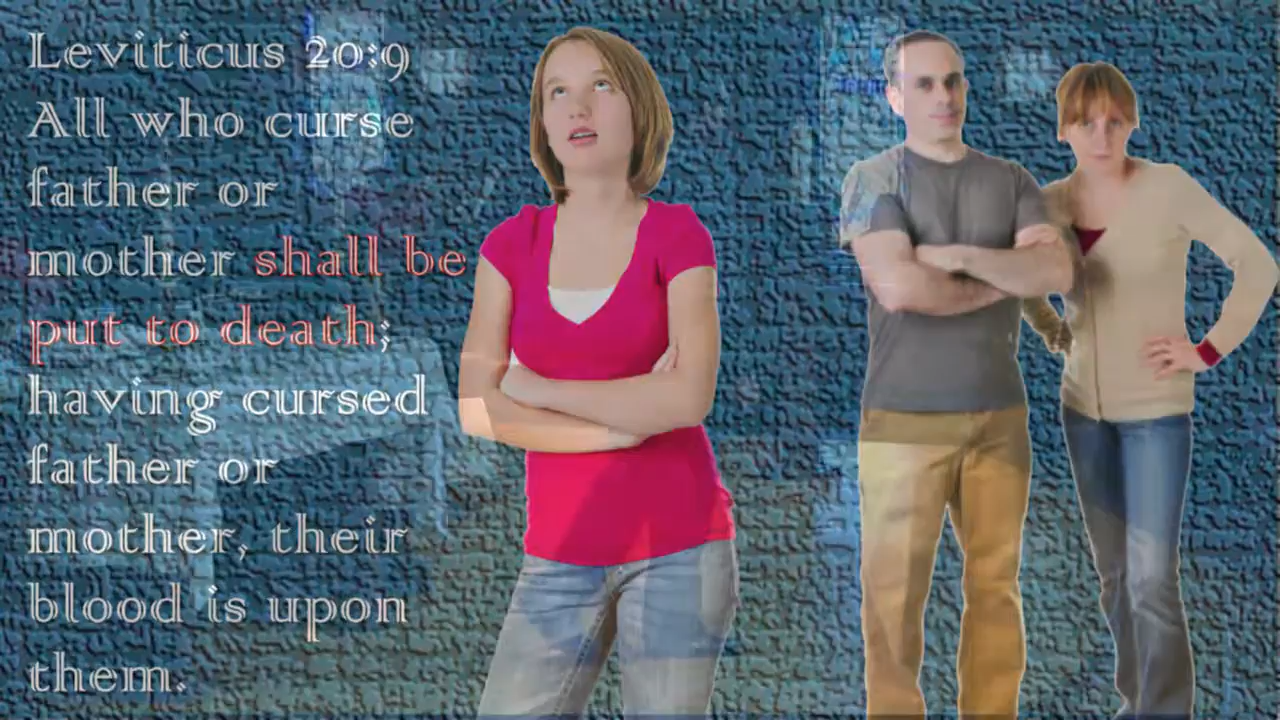 Leviticus 20:9
All who curse
father or
mother shall be
put to death;
having cursed
father or
mother, their
blood is upon
them.